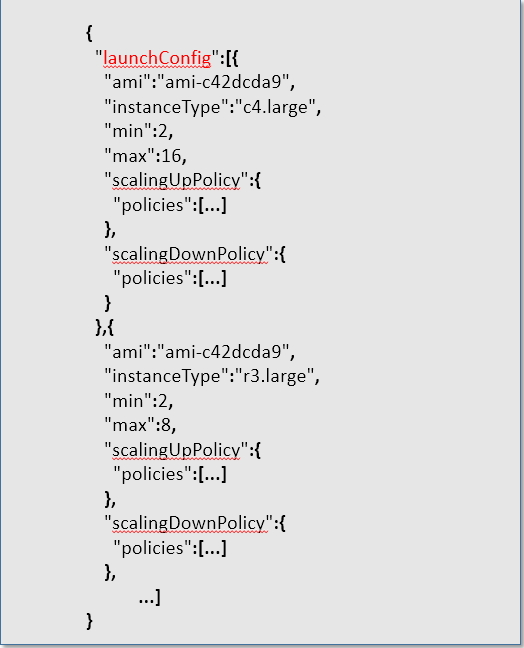 {
"launchConfig":[{
"ami":"ami-c42dcda9",
"instanceType":"c4.large",
"min":2,
"max":16,
"scalingUpPolicy":{
"policies":[...]
},
"scalingDownPolicy":{
"policies":[...]
}
},{
"ami":"ami-c42dcda9",
"instanceType":"r3.large",
"min":2,
"max":8,
"scalingUpPolicy":{
"policies":[...]
},
"scalingDownPolicy":{
"policies":[...]
},
...]
}